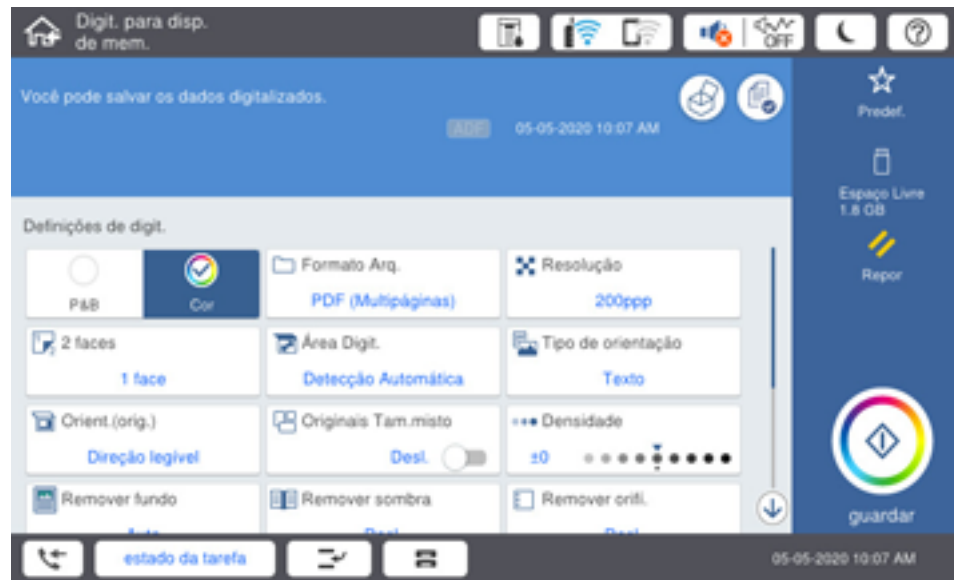 Digit. para disp.
de mem.
OFF
Você pode salvar os dados digitalizados.
ADF 05-05-2020 10:07 AM
Predef.
Espaço Livre
1.8 GB
Repor
guardar
Definições de digit.
P&B
Cor
Formato Arq.
PDF (Multipáginas)
Resolução
200ppp
2 faces
1 face
Área Digit.
Detecção Automática
Tipo de orientação
Texto
Orient.(orig.)
Direção legível
Originais Tam.misto
Desl.
Densidade
±0
Remover fundo
Remover sombra
Remover orifí.
estado da tarefa
05-05-2020 10:07 AM